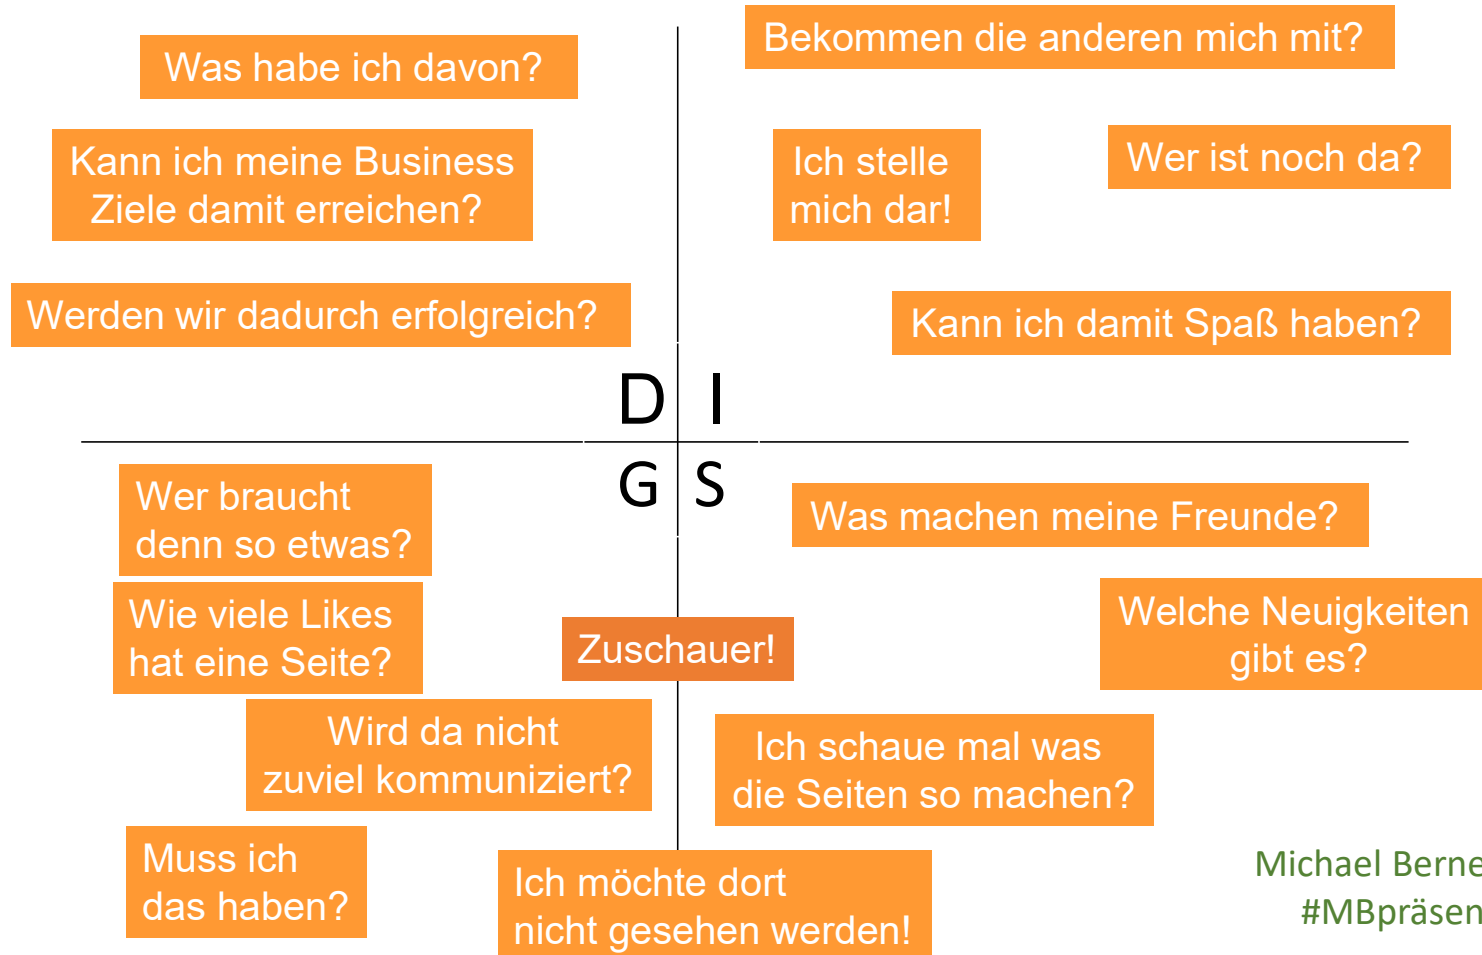 Was habe ich davon?
Kann ich meine Business
Ziele damit erreichen?
Werden wir dadurch erfolgreich?
Bekommen die anderen mich mit?
Ich stelle
mich dar!
Wer ist noch da?
Kann ich damit Spaß haben?
D I
G S
Wer braucht
denn so etwas?
Wie viele Likes
hat eine Seite?
Wird da nicht
zuviel kommuniziert?
Muss ich
das haben?
Zuschauer!
Ich möchte dort
nicht gesehen werden!
Was machen meine Freunde?
Welche Neuigkeiten
gibt es?
Ich schaue mal was
die Seiten so machen?
Michael